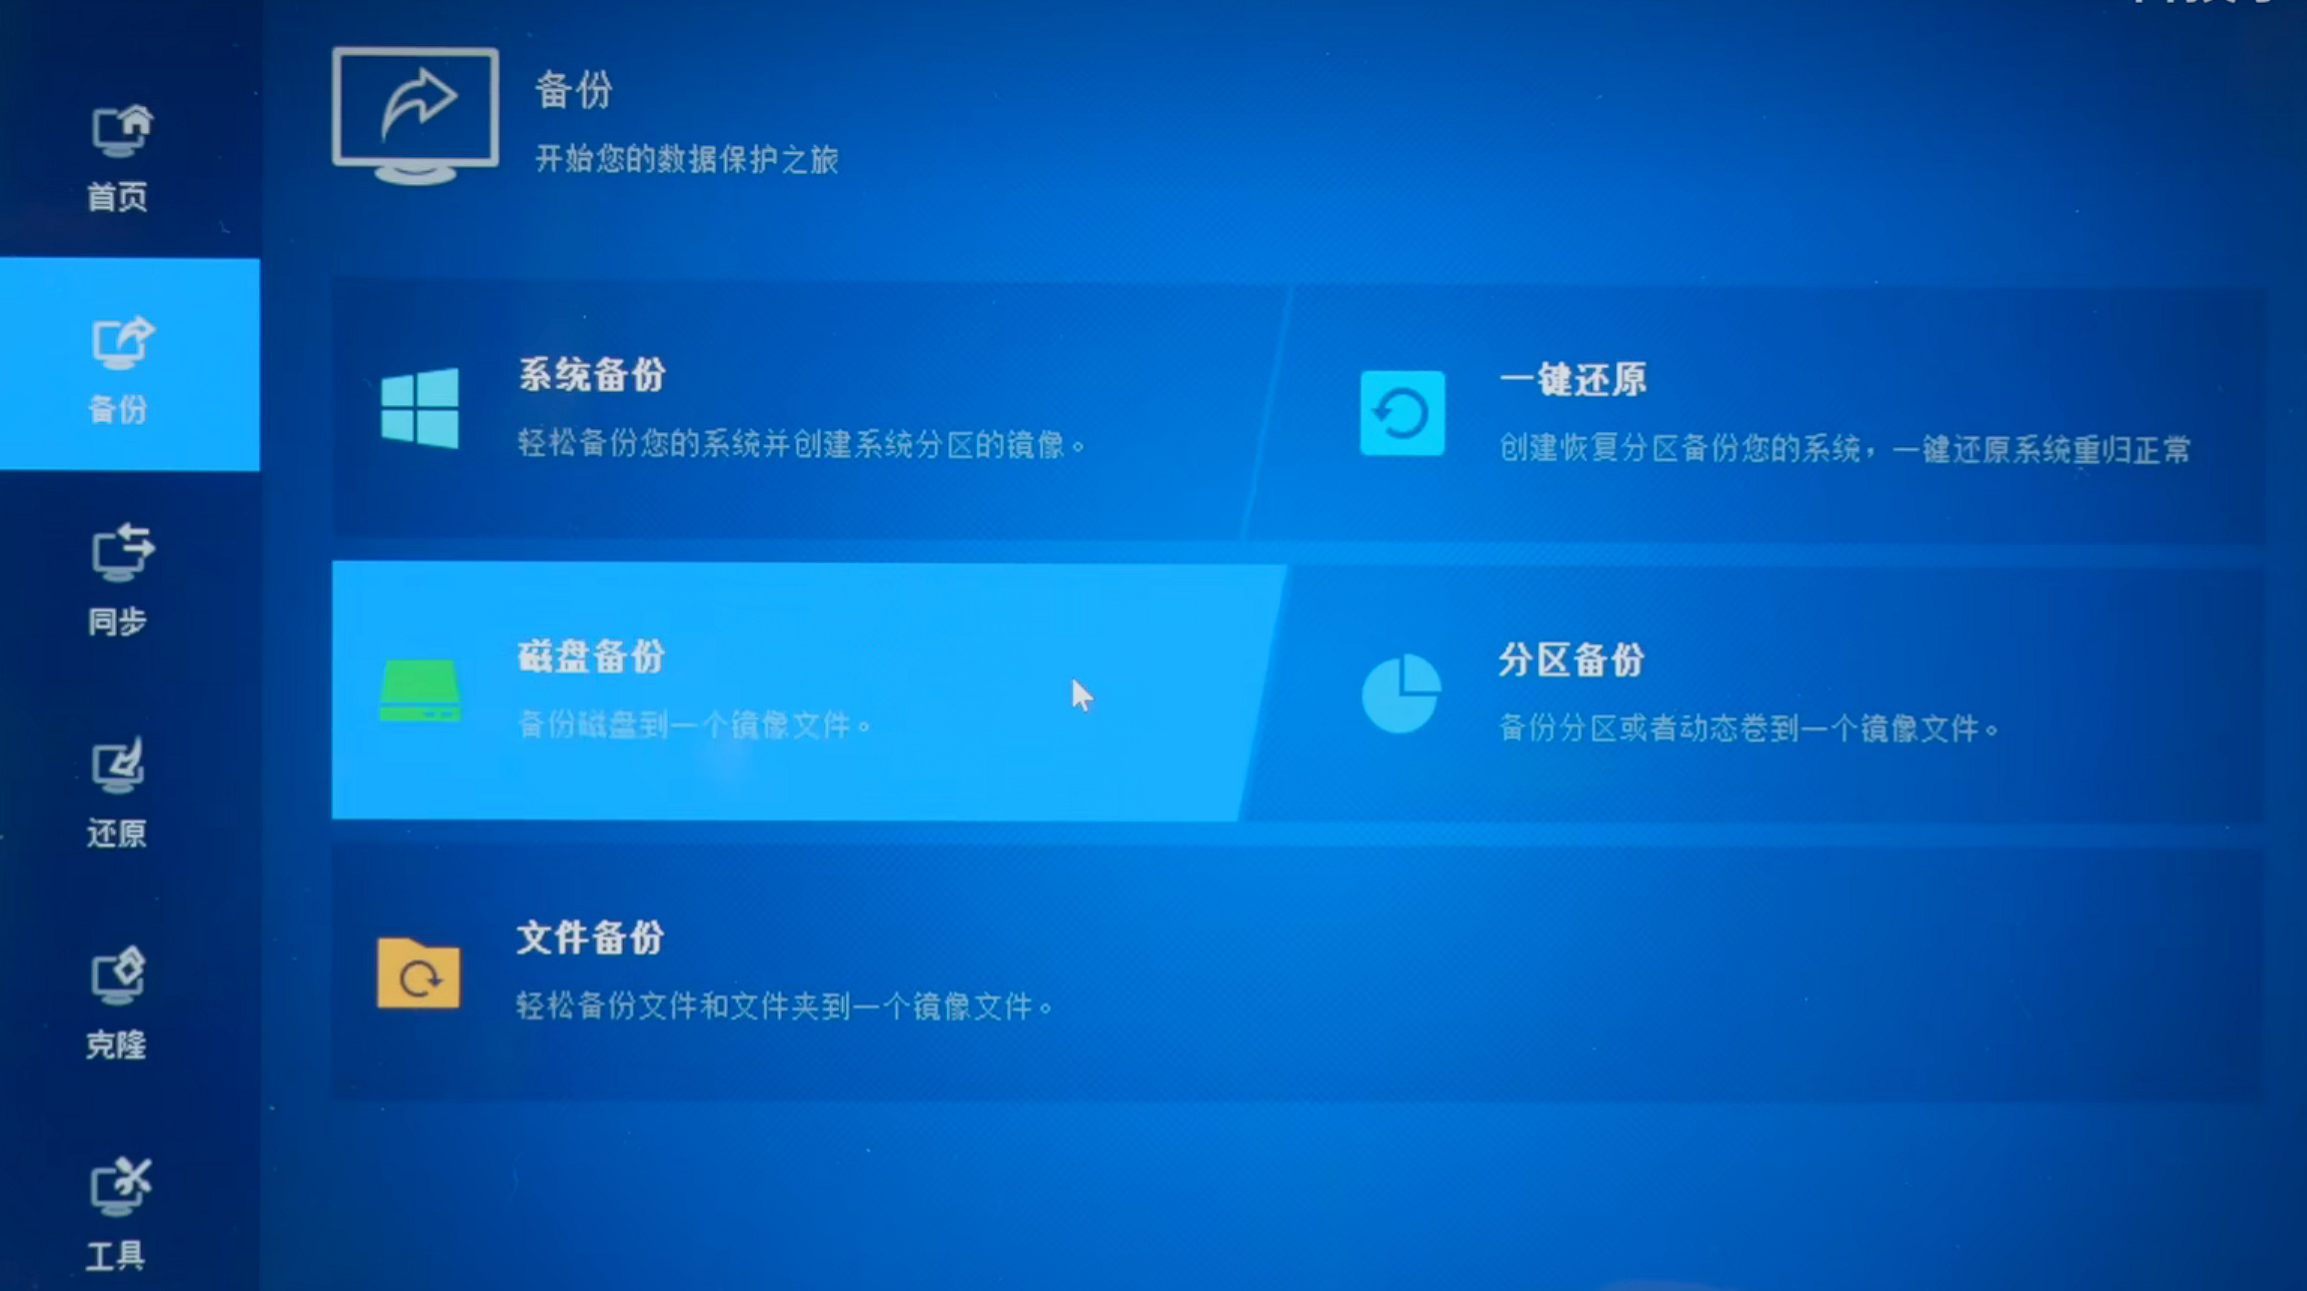 备份
开始您的数据保护之旅
首页
备份
同步
还原
克隆
工具
系统备份
轻松备份您的系统并创建系统分区的镜像。
一键还原
创建恢复分区备份您的系统，一键还原系统重归正常
磁盘备份
备份磁盘到一个镜像文件。
分区备份
备份分区或者动态卷到一个镜像文件。
文件备份
轻松备份文件和文件夹到一个镜像文件。